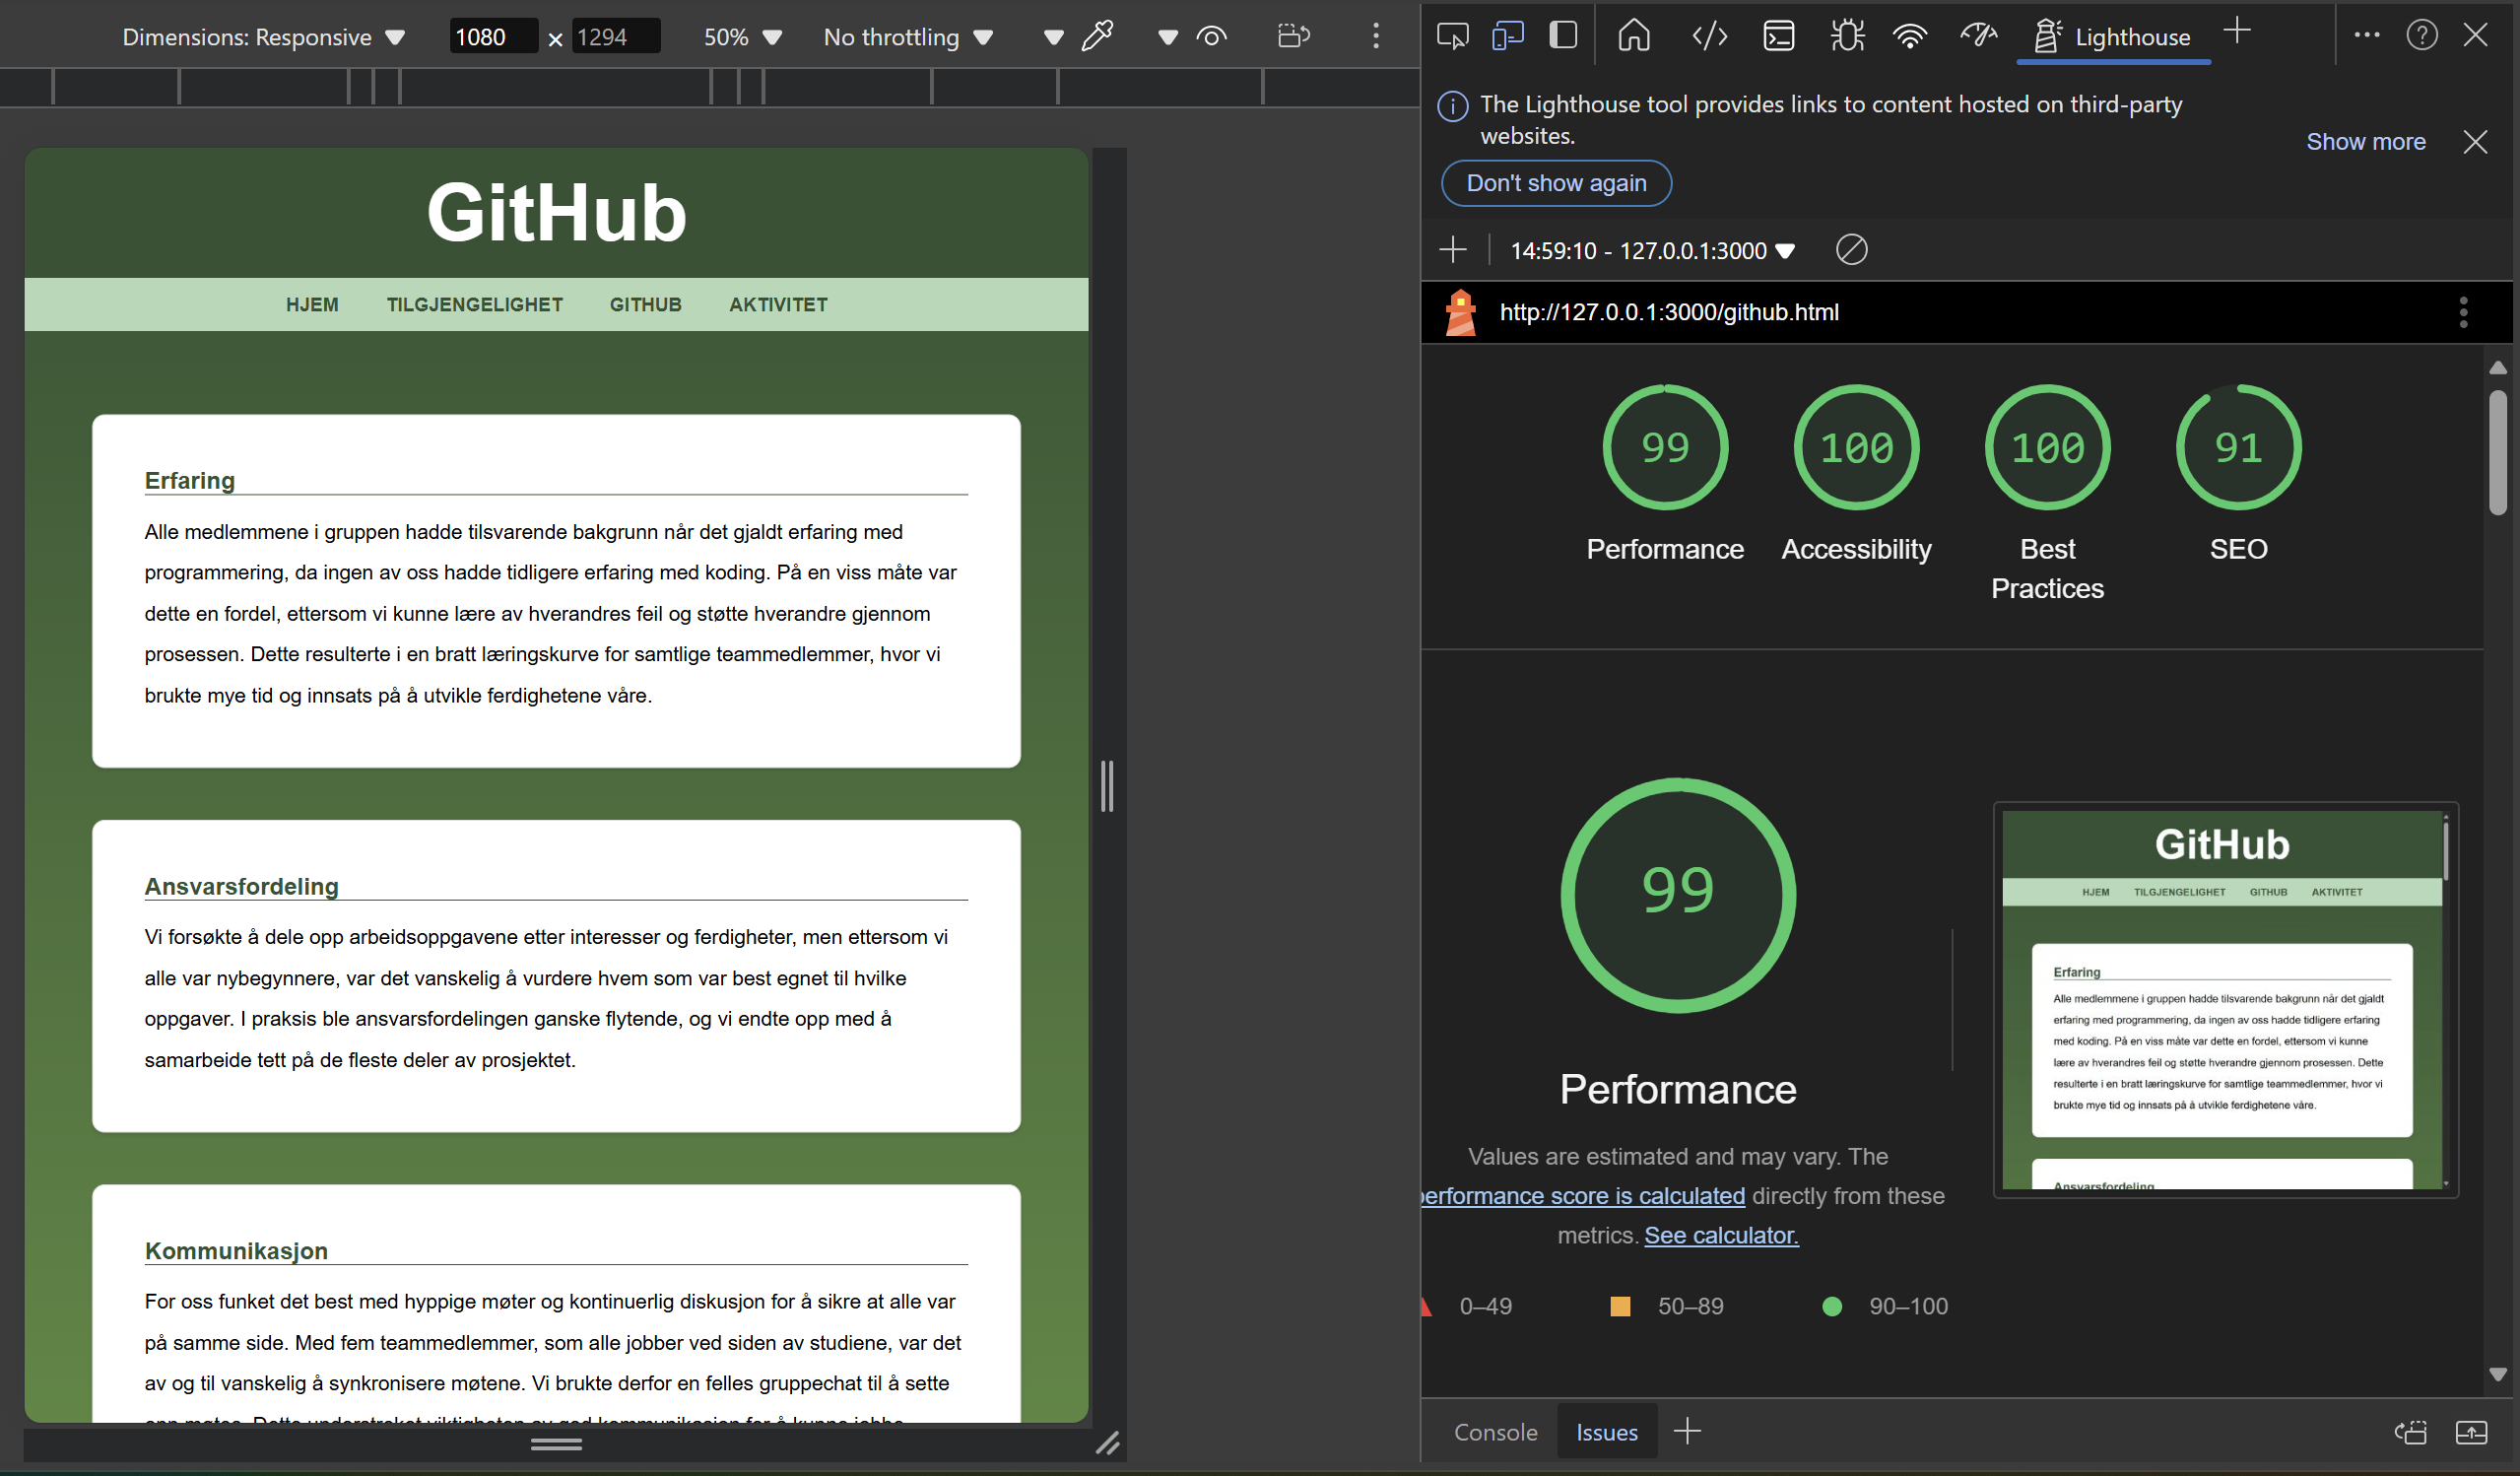 Dimensions: Responsive 1080 × 1294 50% No throttling
GitHub
HJEM TILGJENGELIGHET GITHUB AKTIVITET
Erfaring
Alle medlemmene i gruppen hadde tilsvarende bakgrunn når det gjaldt erfaring med
programmering, da ingen av oss hadde tidligere erfaring med koding. På en viss måte var
dette en fordel, ettersom vi kunne lære av hverandres feil og støtte hverandre gjennom
prosessen. Dette resulterte i en bratt læringskurve for samtlige teammedlemmer, hvor vi
brukte mye tid og innsats på å utvikle ferdighetene våre.
Ansvarsfordeling
Vi forsøkte å dele opp arbeidsoppgavene etter interesser og ferdigheter, men ettersom vi
alle var nybegynnere, var det vanskelig å vurdere hvem som var best egnet til hvilke
oppgaver. I praksis ble ansvarsfordelingen ganske flytende, og vi endte opp med å
samarbeide tett på de fleste deler av prosjektet.
Kommunikasjon
For oss funket det best med hyppige møter og kontinuerlig diskusjon for å sikre at alle var
på samme side. Med fem teammedlemmer, som alle jobber ved siden av studiene, var det
av og til vanskelig å synkronisere møtene. Vi brukte derfor en felles gruppechat til å sette
Lighthouse
The Lighthouse tool provides links to content hosted on third-party
websites.
Show more
Don't show again
14:59:10 - 127.0.0.1:3000
http://127.0.0.1:3000/github.html
99 100 100 91
Performance Accessibility Best SEO
Practices
99
Performance
Values are estimated and may vary. The
performance score is calculated directly from these
metrics. See calculator.
0–49 50–89 90–100
GitHub
HJEM TILGJENGELIGHET GITHUB AKTIVITET
Erfaring
Alle medlemmene i gruppen hadde tilsvarende bakgrunn når det gjaldt
erfaring med programmering, da ingen av oss hadde tidligere erfaring
med koding. På en viss måte var dette en fordel, ettersom vi kunne
lære av hverandres feil og støtte hverandre gjennom prosessen. Dette
resulterte i en bratt læringskurve for samtlige teammedlemmer, hvor vi
brukte mye tid og innsats på å utvikle ferdighetene våre.
Ansvarsfordeling
Console Issues